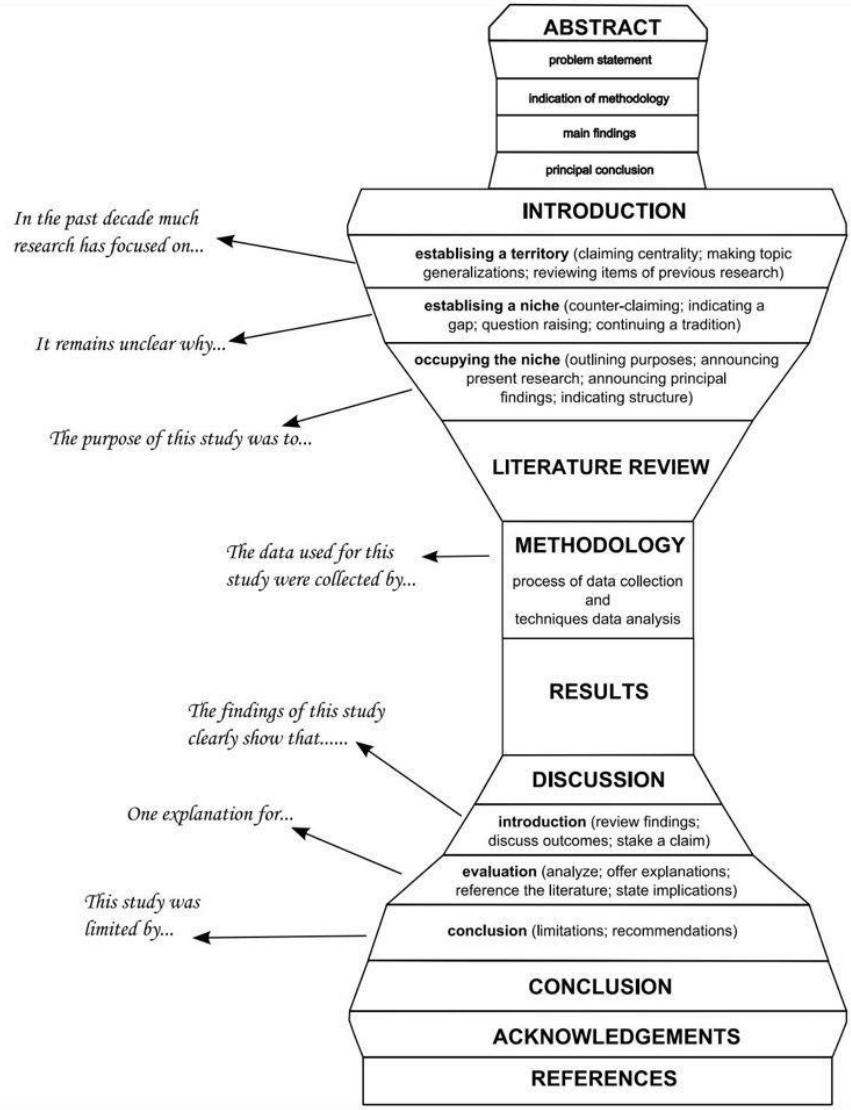 ABSTRACT
problem statement
indication of methodology
main findings
principal conclusion
INTRODUCTION
In the past decade much
research has focused on...
establising a territory (claiming centrality; making topic
generalizations; reviewing items of previous research)
establising a niche (counter-claiming; indicating a
gap; question raising; continuing a tradition)
It remains unclear why...
occupying the niche (outlining purposes; announcing
present research; announcing principal
findings; indicating structure)
The purpose of this study was to...
LITERATURE REVIEW
METHODOLOGY
The data used for this
study were collected by...
process of data collection
and
techniques data analysis
RESULTS
The findings of this study
clearly show that......
DISCUSSION
introduction (review findings;
discuss outcomes; stake a claim)
One explanation for...
evaluation (analyze; offer explanations;
reference the literature; state implications)
This study was
limited by...
conclusion (limitations; recommendations)
CONCLUSION
ACKNOWLEDGEMENTS
REFERENCES